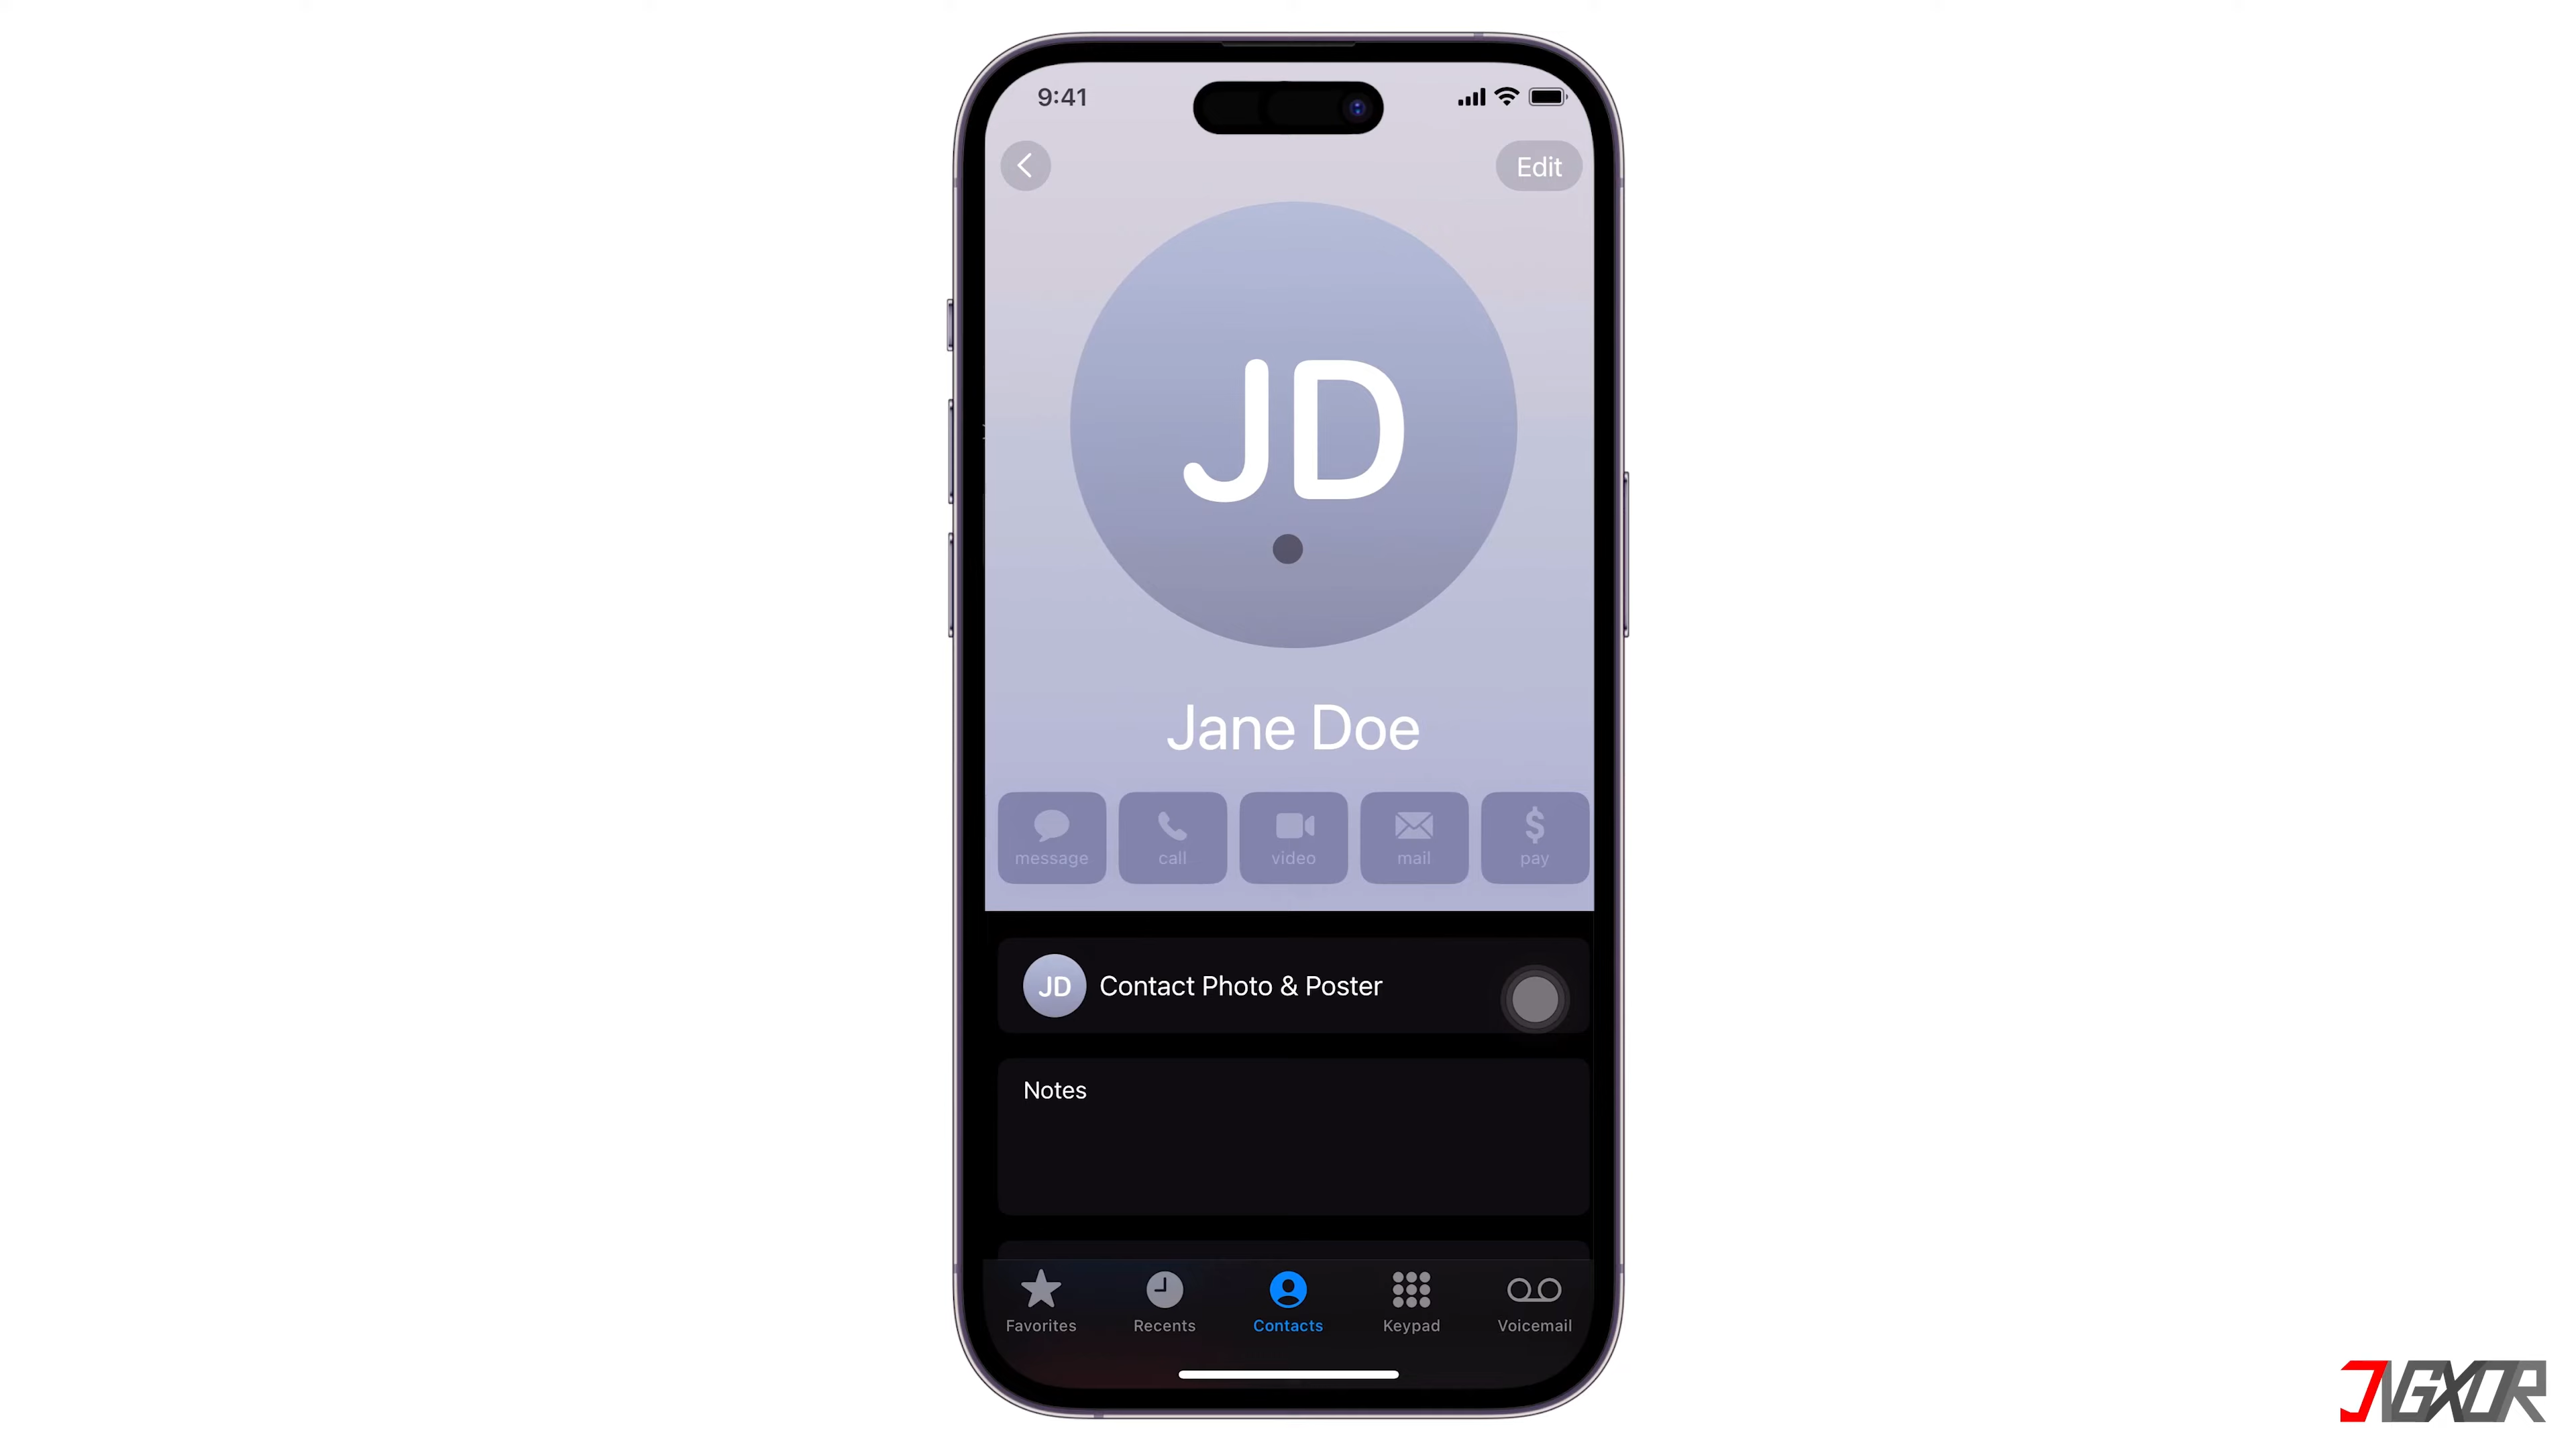 9:41
Edit
JD
Jane Doe
message call video mail pay
JD Contact Photo & Poster
Notes
Favorites Recents Contacts Keypad Voicemail
JNGXOR